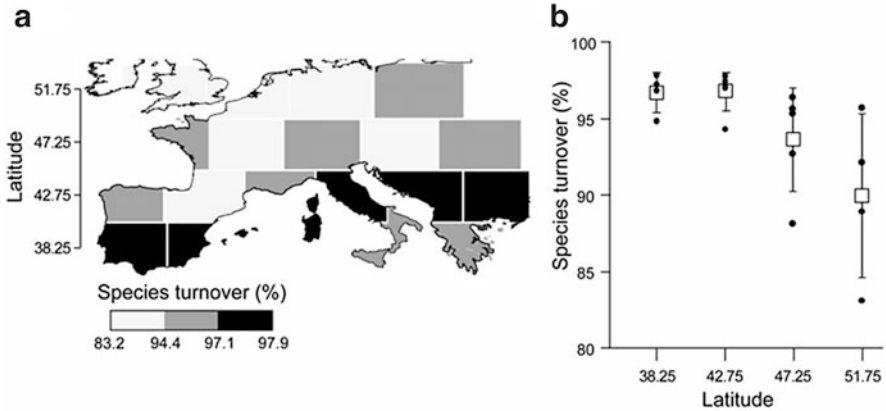 a
Latitude
51.75
47.25
42.75
38.25
Species turnover (%)
83.2 94.4 97.1 97.9
b
Species turnover (%)
100
95
90
85
80
38.25 42.75 47.25 51.75
Latitude